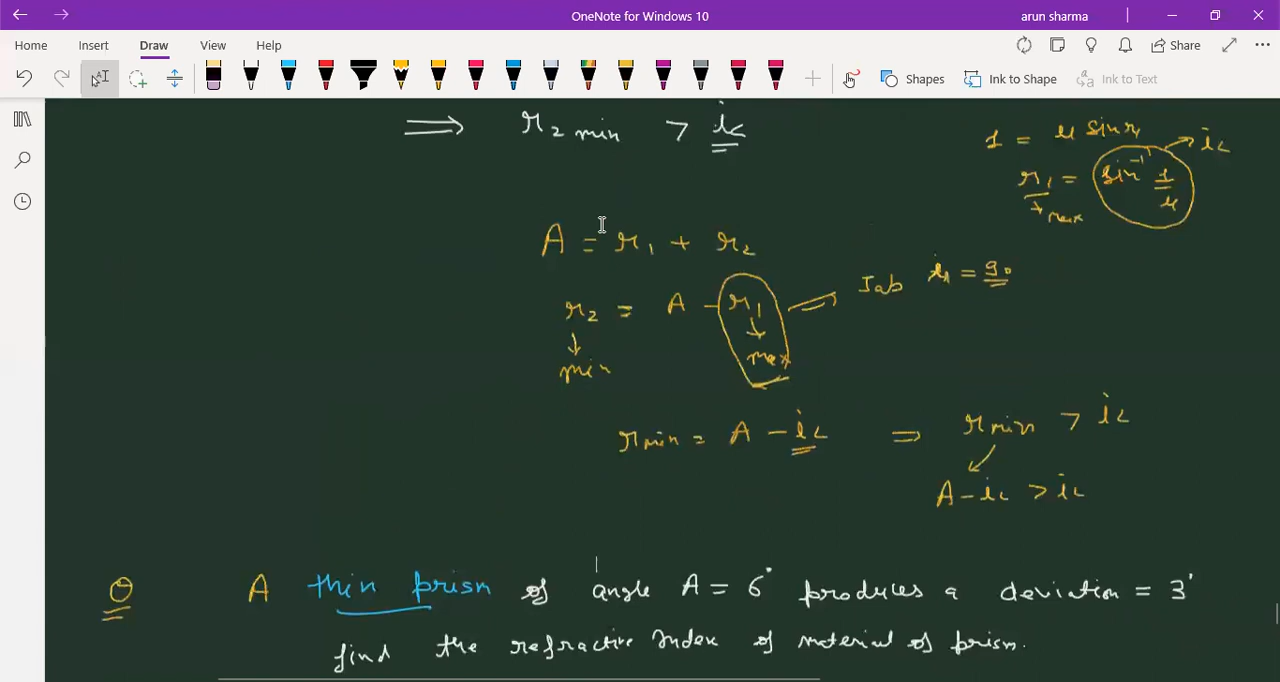 OneNote for Windows 10
arun sharma
Home Insert Draw View Help
Share
Shapes Ink to Shape Ink to Text
⟹ r₂ min > ic
1 = μ sin r₁
r₁ max = sin⁻¹ 1/μ → ic
A = r₁ + r₂
r₂ = A - r₁ ⟹ Jab i₁ = 90
↓ min ↓ max
r min = A - ic ⟹ r min > ic
A - ic > ic
Q A thin prism of angle A = 6° produces a deviation = 3°
find the refractive Index of material of prism.